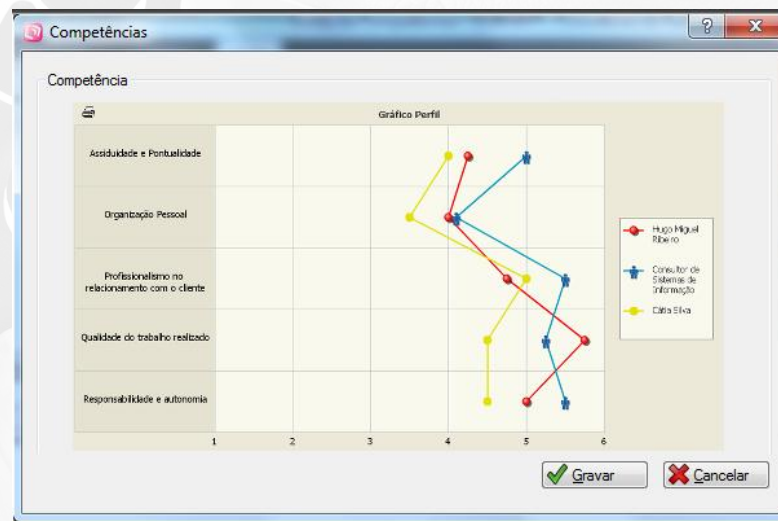 Competências
Competência
Gráfico Perfil
Assiduidade e Pontualidade
Organização Pessoal
Profissionalismo no
relacionamento com o cliente
Qualidade do trabalho realizado
Responsabilidade e autonomia
Hugo Miguel
Ribeiro
Consultor de
Sistemas de
Informação
Cátia Silva
1 2 3 4 5 6
Gravar
Cancelar